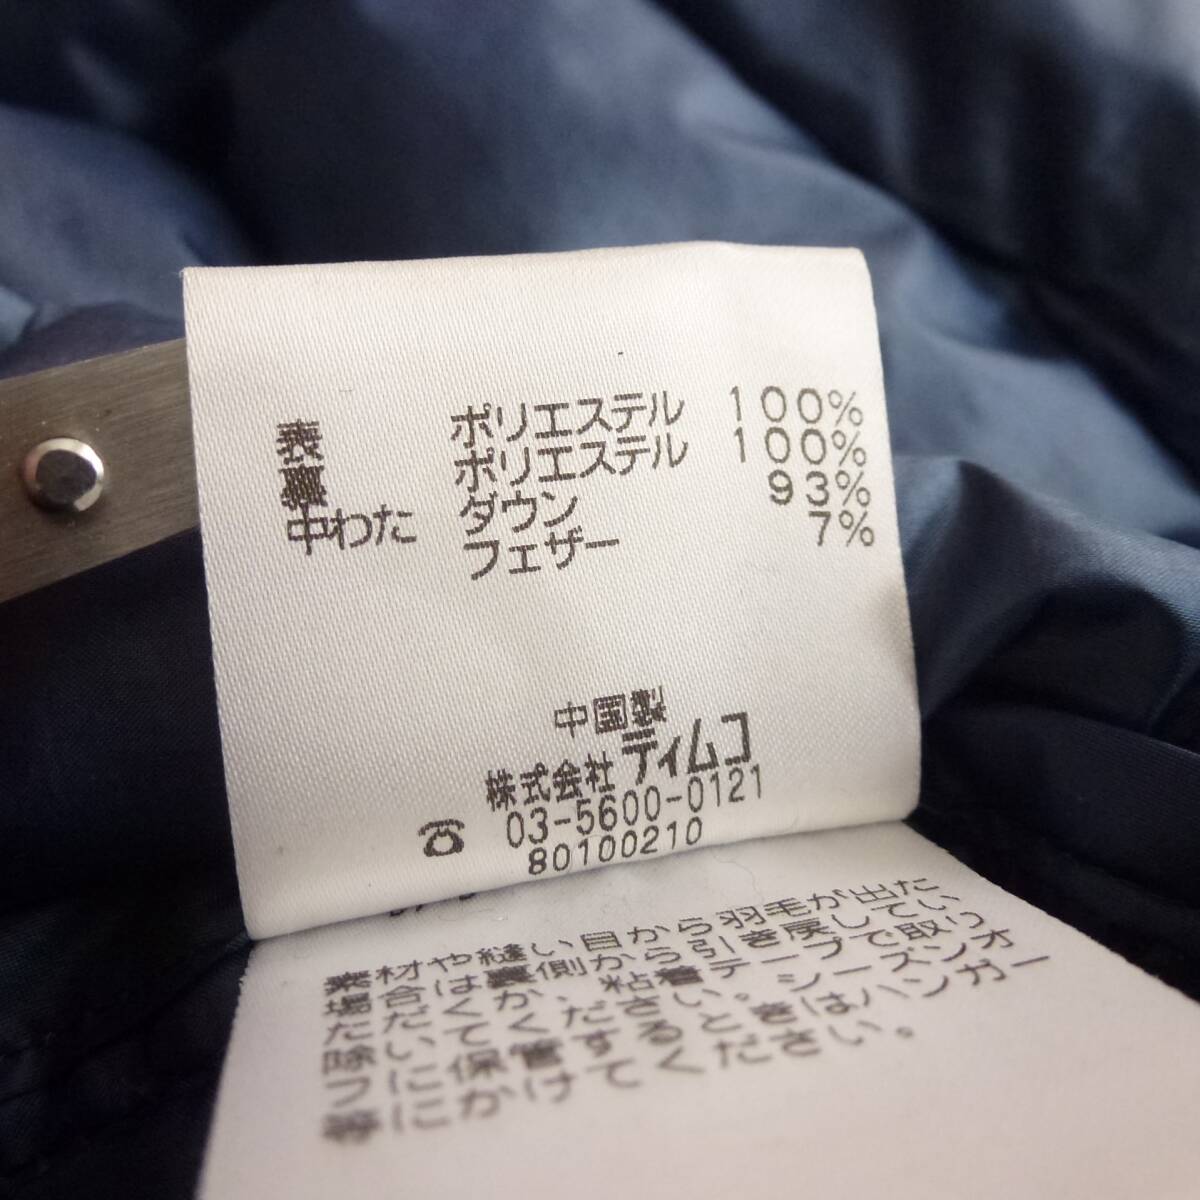 表 ポリエステル 100%
裏 ポリエステル 100%
中わた ダウン 93%
フェザー 7%
中国製
株式会社 ティムコ
☎ 03-5600-0121
80100210
表材や縫い目から羽毛が出た
場合は裏側から引き戻してい
ただくか、粘着テープで取り
除いてください。シーズンオ
フに保管するときはハンガー
等にかけてください。